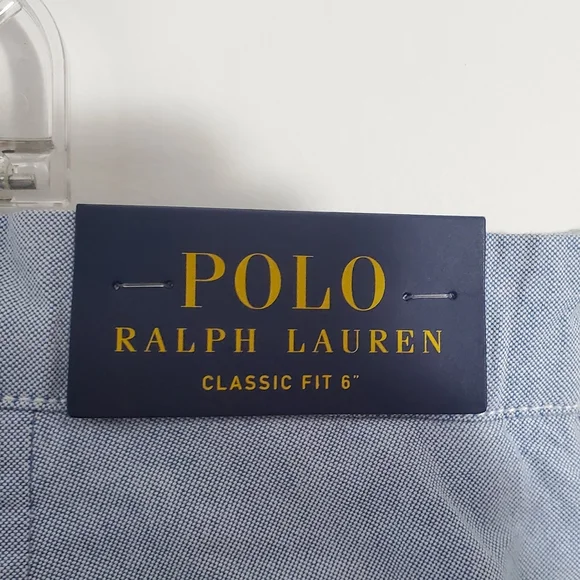 POLO
RALPH LAUREN
CLASSIC FIT 6"